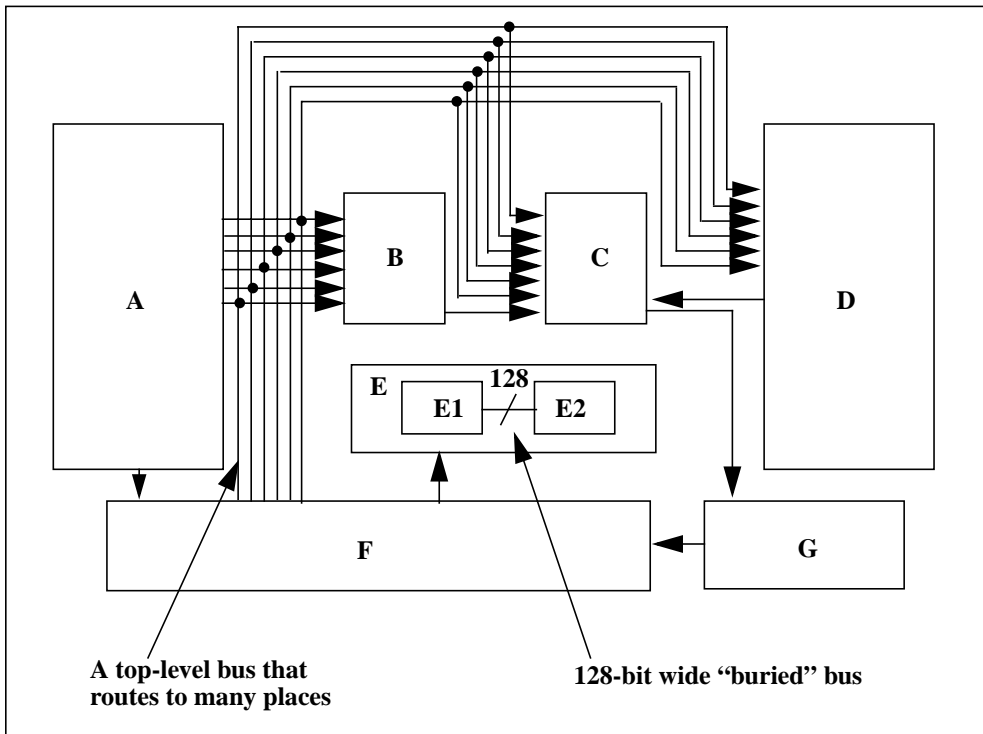 A
B
C
D
E
128
E1
E2
F
G
A top-level bus that
routes to many places
128-bit wide “buried” bus